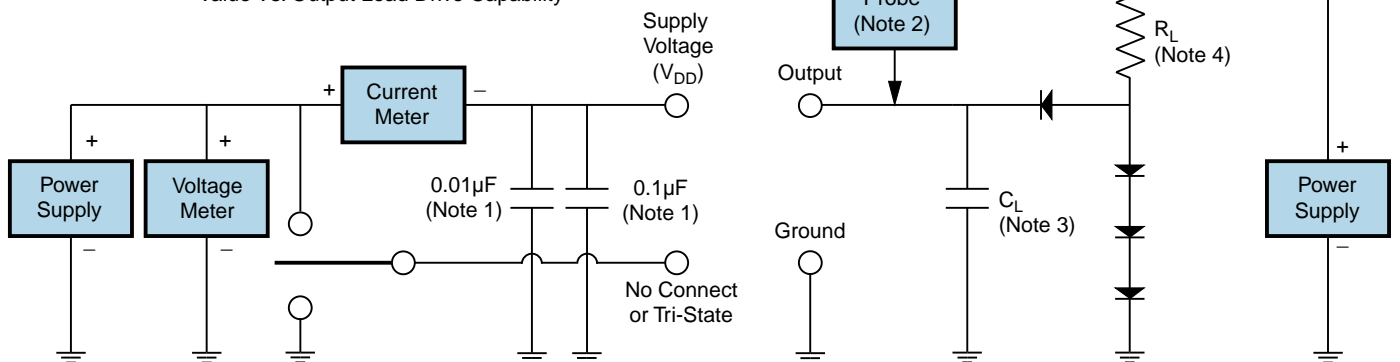 Supply
Voltage
(VDD)
(Note 2)
RL
(Note 4)
Output
+
Current
Meter
–
+
Power
Supply
–
+
Voltage
Meter
–
0.01µF
(Note 1)
0.1µF
(Note 1)
No Connect
or Tri-State
Ground
CL
(Note 3)
+
Power
Supply
–